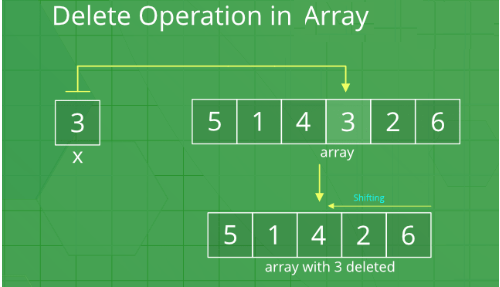 Delete Operation in Array
3
x
5 1 4 3 2 6
array
Shifting
5 1 4 2 6
array with 3 deleted